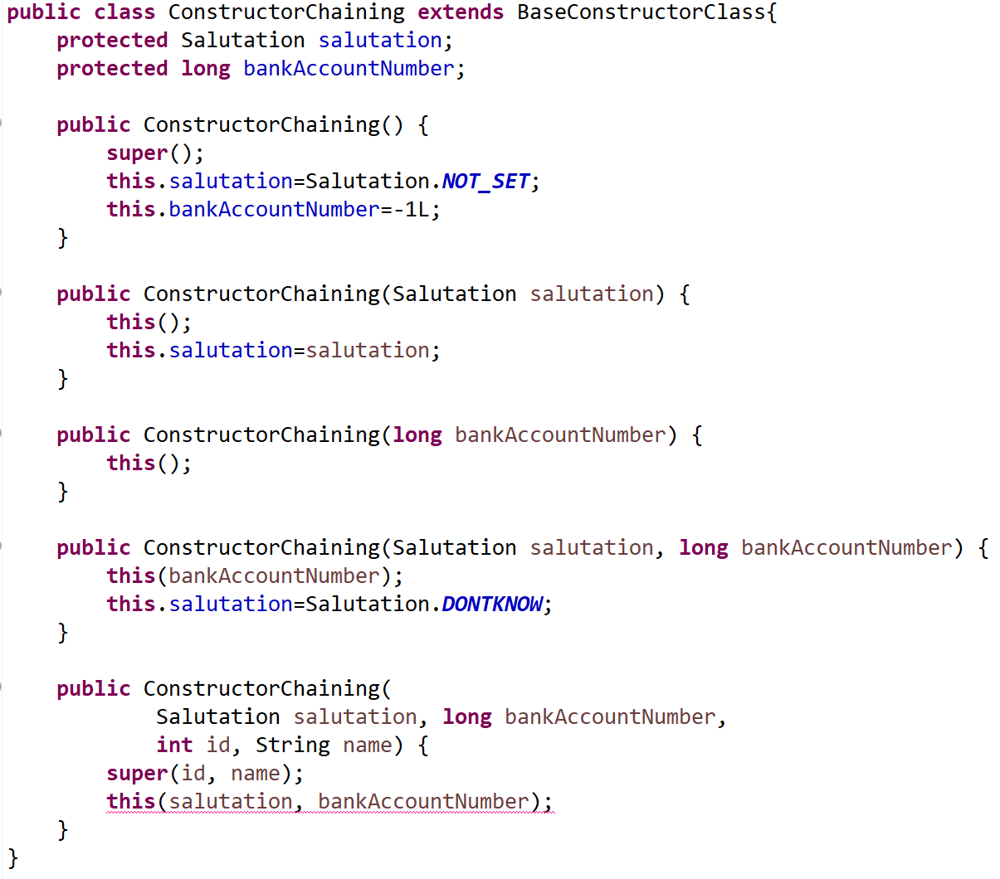 public class ConstructorChaining extends BaseConstructorClass{
    protected Salutation salutation;
    protected long bankAccountNumber;

    public ConstructorChaining() {
        super();
        this.salutation=Salutation.NOT_SET;
        this.bankAccountNumber=-1L;
    }

    public ConstructorChaining(Salutation salutation) {
        this();
        this.salutation=salutation;
    }

    public ConstructorChaining(long bankAccountNumber) {
        this();
    }

    public ConstructorChaining(Salutation salutation, long bankAccountNumber) {
        this(bankAccountNumber);
        this.salutation=Salutation.DONTKNOW;
    }

    public ConstructorChaining(
            Salutation salutation, long bankAccountNumber,
            int id, String name) {
        super(id, name);
        this(salutation, bankAccountNumber);
    }
}